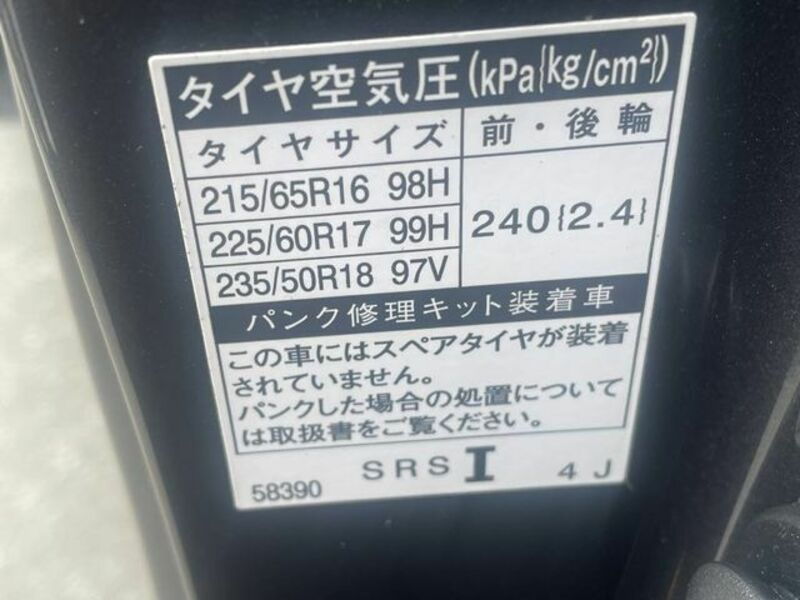 タイヤ空気圧(kPa{kg/cm²})
タイヤサイズ 前・後輪
215/65R16 98H
225/60R17 99H 240{2.4}
235/50R18 97V
パンク修理キット装着車
この車にはスペアタイヤが装着
されていません。
パンクした場合の処置について
は取扱書をご覧ください。
58390 SRS I 4J